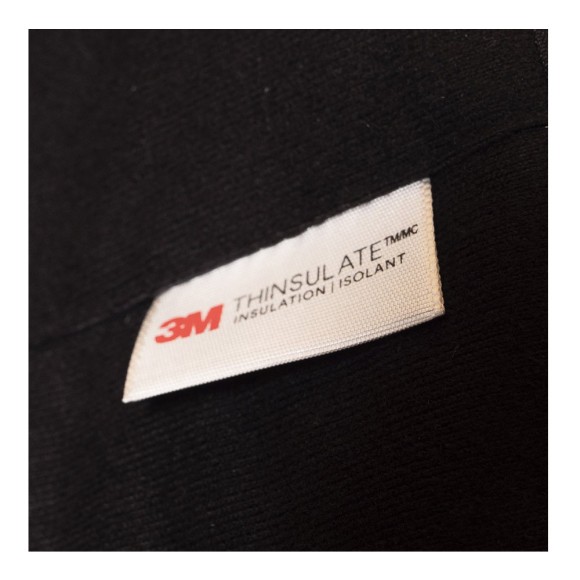 3M THINSULATE™/MC
INSULATION | ISOLANT